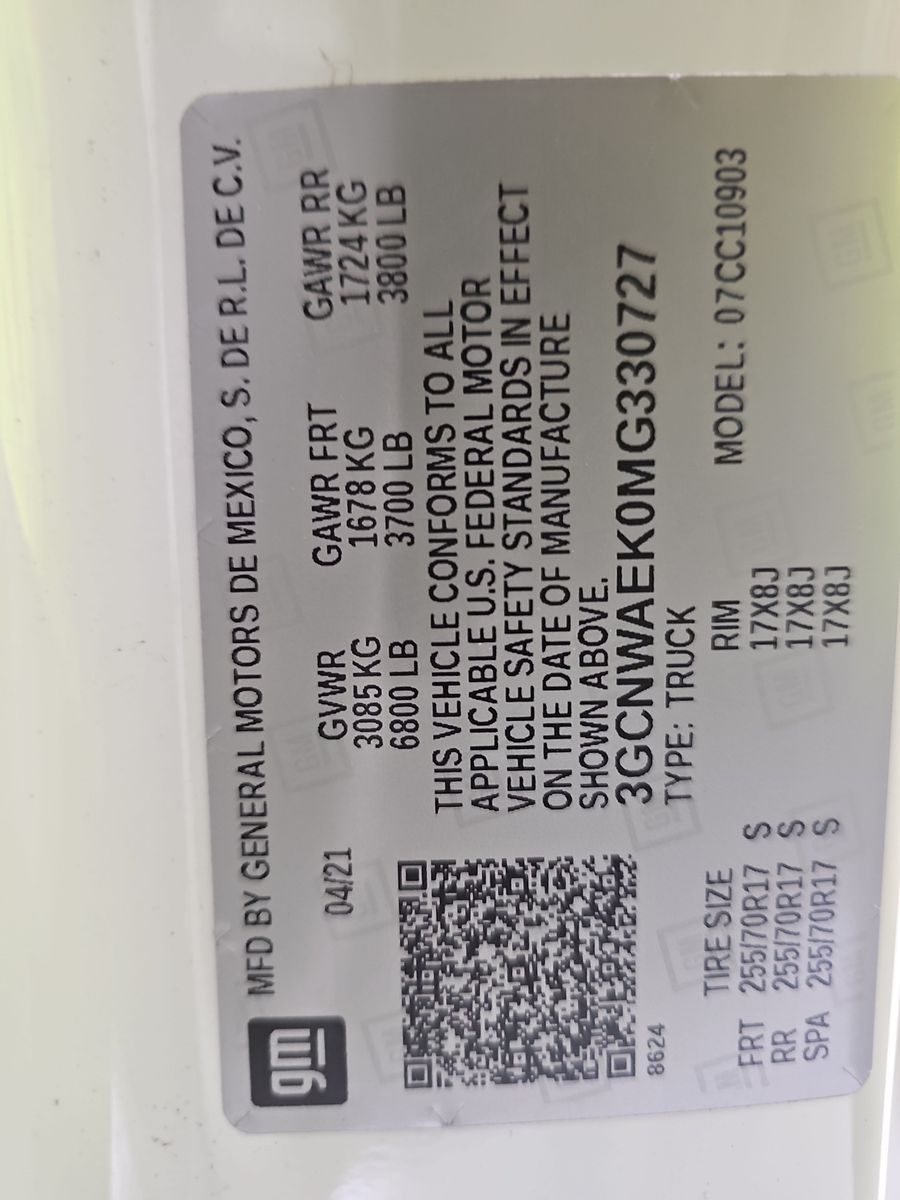 gm
MFD BY GENERAL MOTORS DE MEXICO, S. DE R.L. DE C.V.
04/21
GVWR GAWR FRT GAWR RR
3085 KG 1678 KG 1724 KG
6800 LB 3700 LB 3800 LB
THIS VEHICLE CONFORMS TO ALL
APPLICABLE U.S. FEDERAL MOTOR
VEHICLE SAFETY STANDARDS IN EFFECT
ON THE DATE OF MANUFACTURE
SHOWN ABOVE.
3GCNWAEK0MG330727
8624
TYPE: TRUCK
TIRE SIZE RIM MODEL: 07CC10903
FRT 255/70R17 S 17X8J
RR 255/70R17 S 17X8J
SPA 255/70R17 S 17X8J